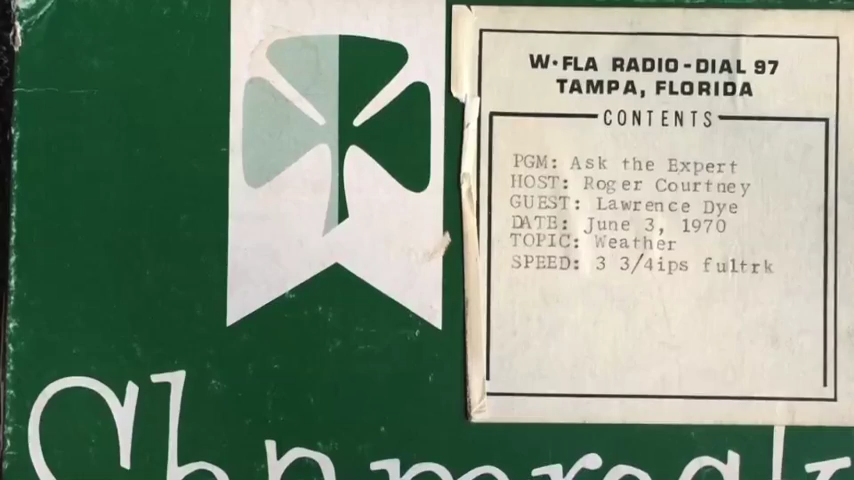 W·FLA RADIO-DIAL 97
TAMPA, FLORIDA
CONTENTS
PGM: Ask the Expert
HOST: Roger Courtney
GUEST: Lawrence Dye
DATE: June 3, 1970
TOPIC: Weather
SPEED: 3 3/4ips fultrk
Shamrock